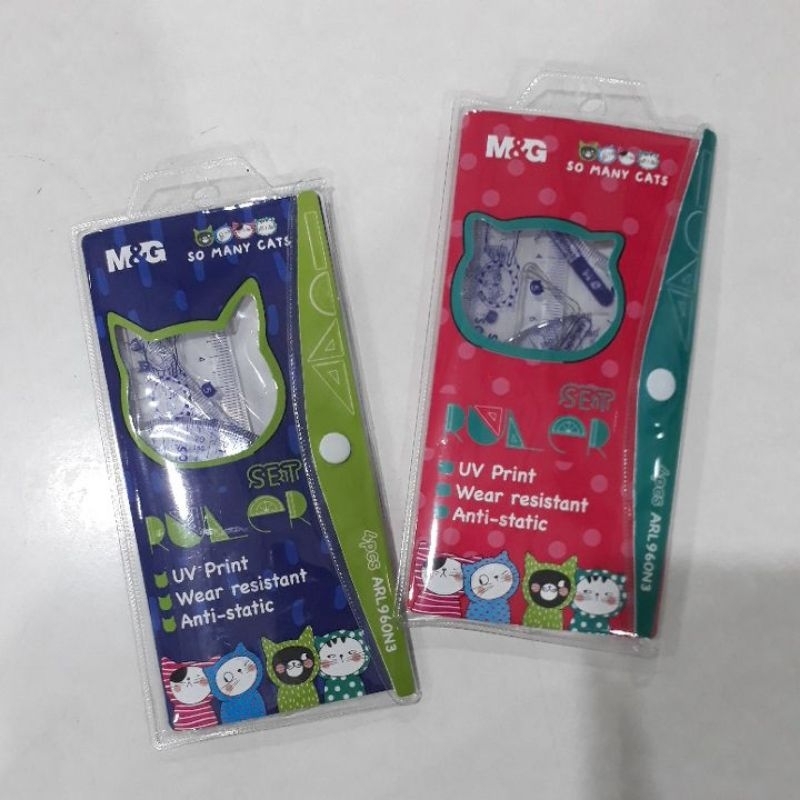 M&G
SO MANY CATS
SET
RULER
UV Print
Wear resistant
Anti-static
4pcs ARL960N3
M&G
SO MANY CATS
SET
RULER
UV Print
Wear resistant
Anti-static
4pcs ARL960N3